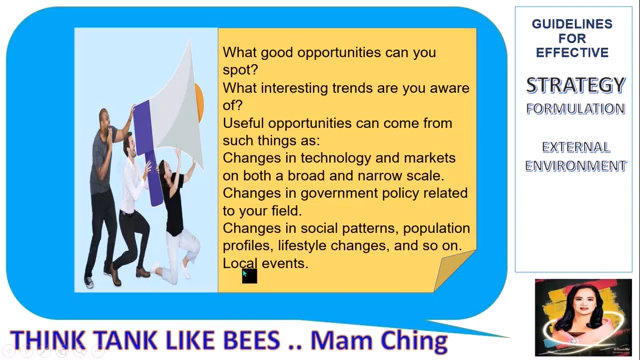 What good opportunities can you
spot?
What interesting trends are you aware
of?
Useful opportunities can come from
such things as:
Changes in technology and markets
on both a broad and narrow scale.
Changes in government policy related
to your field.
Changes in social patterns, population
profiles, lifestyle changes, and so on.
Local events.
GUIDELINES
FOR
EFFECTIVE
STRATEGY
FORMULATION
EXTERNAL
ENVIRONMENT
THINK TANK LIKE BEES .. Mam Ching